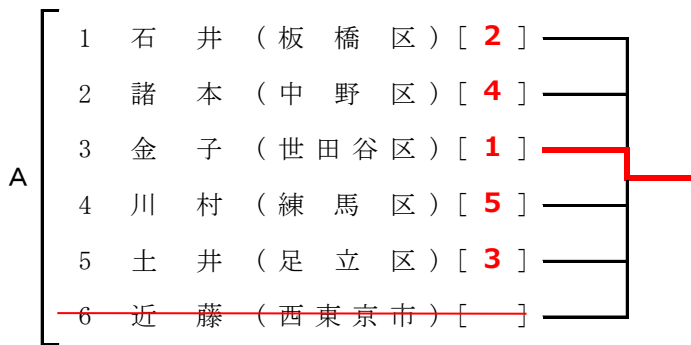 1 石井 (板橋区) [ 2 ]
2 諸本 (中野区) [ 4 ]
3 金子 (世田谷区) [ 1 ]
A
4 川村 (練馬区) [ 5 ]
5 土井 (足立区) [ 3 ]
6 近藤 (西東京市) [ ]